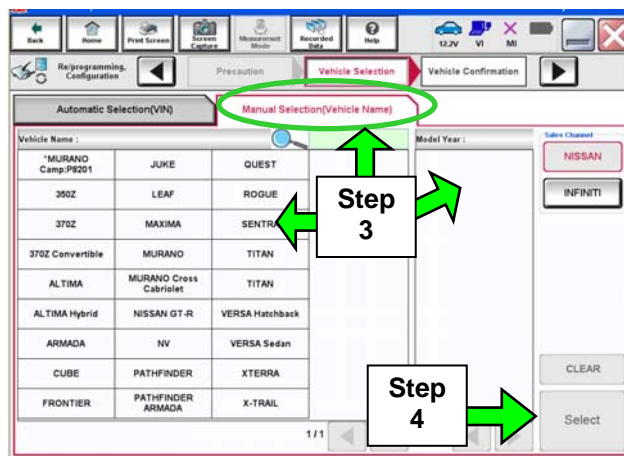 Back
Home
Print Screen
Screen Capture
Measurement Mode
Recorded Data
Help
12.2V
VI
MI
Re/programming, Configuration
Precaution
Vehicle Selection
Vehicle Confirmation
Automatic Selection(VIN)
Manual Selection(Vehicle Name)
Vehicle Name :
Model Year :
Sales Channel
*MURANO Camp:P8201
JUKE
QUEST
NISSAN
350Z
LEAF
ROGUE
INFINITI
370Z
MAXIMA
SENTRA
Step
3
370Z Convertible
MURANO
TITAN
ALTIMA
MURANO Cross Cabriolet
TITAN
ALTIMA Hybrid
NISSAN GT-R
VERSA Hatchback
ARMADA
NV
VERSA Sedan
CUBE
PATHFINDER
XTERRA
CLEAR
FRONTIER
PATHFINDER ARMADA
X-TRAIL
Step
4
Select
1/1